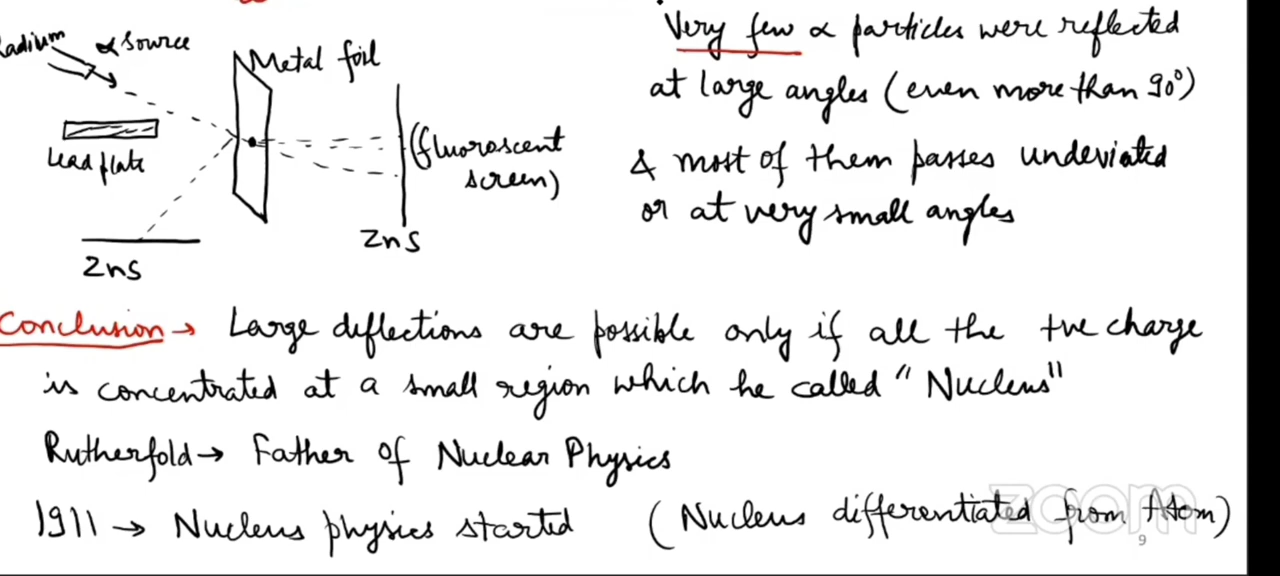 Radium
α source
Metal foil
Lead plate
(fluoroscent
screen)
ZnS
ZnS
Very few α particles were reflected
at large angles (even more than 90°)
& most of them passes undeviated
or at very small angles
Conclusion → Large deflections are possible only if all the +ve charge
is concentrated at a small region which he called "Nucleus"
Rutherfold → Father of Nuclear Physics
1911 → Nucleus physics started (Nucleus differentiated from Atom)
zoom
9